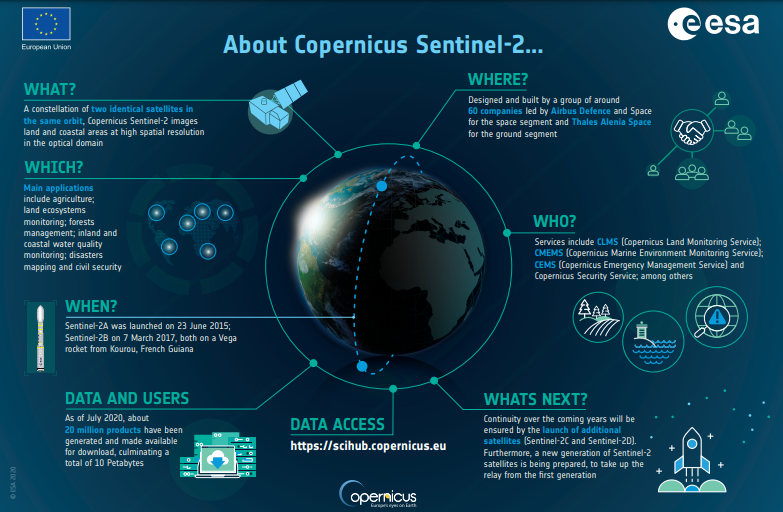 European Union
esa
About Copernicus Sentinel-2...
WHAT?
A constellation of two identical satellites in
the same orbit, Copernicus Sentinel-2 images
land and coastal areas at high spatial resolution
in the optical domain
WHERE?
Designed and built by a group of around
60 companies led by Airbus Defence and Space
for the space segment and Thales Alenia Space
for the ground segment
WHICH?
Main applications
include agriculture;
land ecosystems
monitoring; forests
management; inland and
coastal water quality
monitoring; disasters
mapping and civil security
WHO?
Services include CLMS (Copernicus Land Monitoring Service);
CMEMS (Copernicus Marine Environment Monitoring Service);
CEMS (Copernicus Emergency Management Service) and
Copernicus Security Service; among others
WHEN?
Sentinel-2A was launched on 23 June 2015;
Sentinel-2B on 7 March 2017, both on a Vega
rocket from Kourou, French Guiana
DATA AND USERS
As of July 2020, about
20 million products have been
generated and made available
for download, culminating a
total of 10 Petabytes
DATA ACCESS
https://scihub.copernicus.eu
WHATS NEXT?
Continuity over the coming years will be
ensured by the launch of additional
satellites (Sentinel-2C and Sentinel-2D).
Furthermore, a new generation of Sentinel-2
satellites is being prepared, to take up the
relay from the first generation
© ESA 2020
opernicus
Europe's eyes on Earth